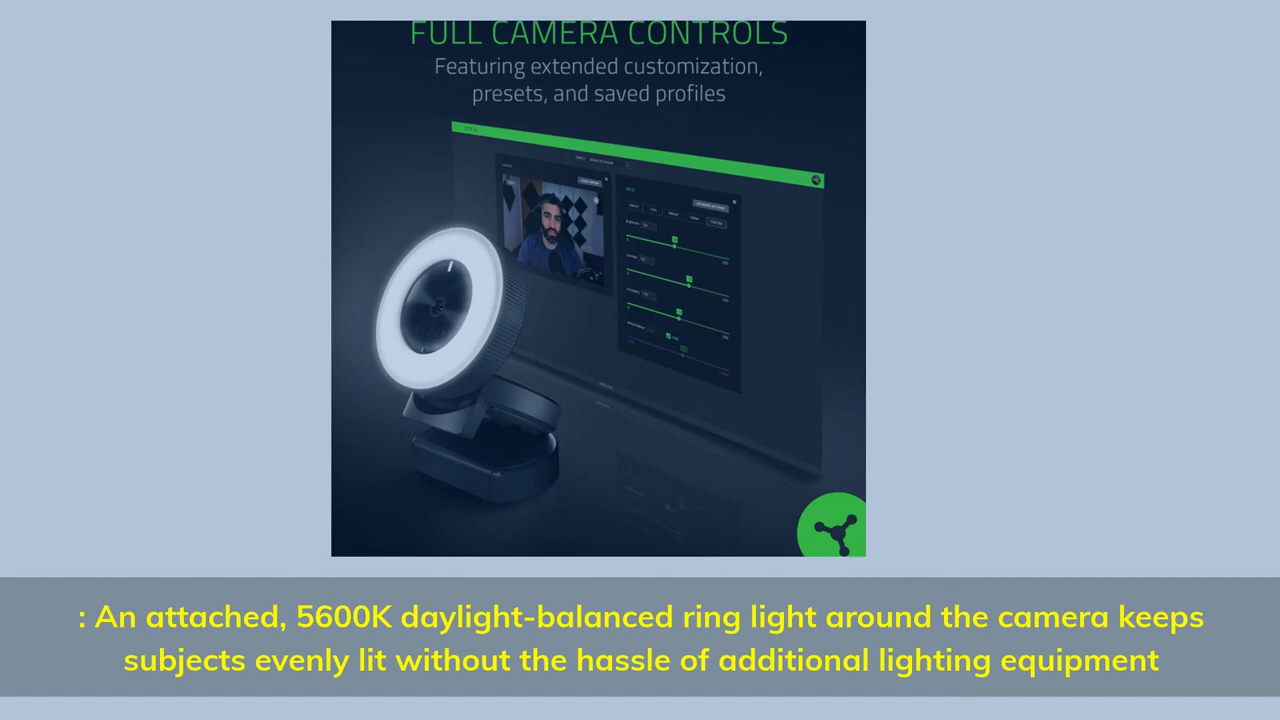 FULL CAMERA CONTROLS
Featuring extended customization,
presets, and saved profiles
: An attached, 5600K daylight-balanced ring light around the camera keeps
subjects evenly lit without the hassle of additional lighting equipment